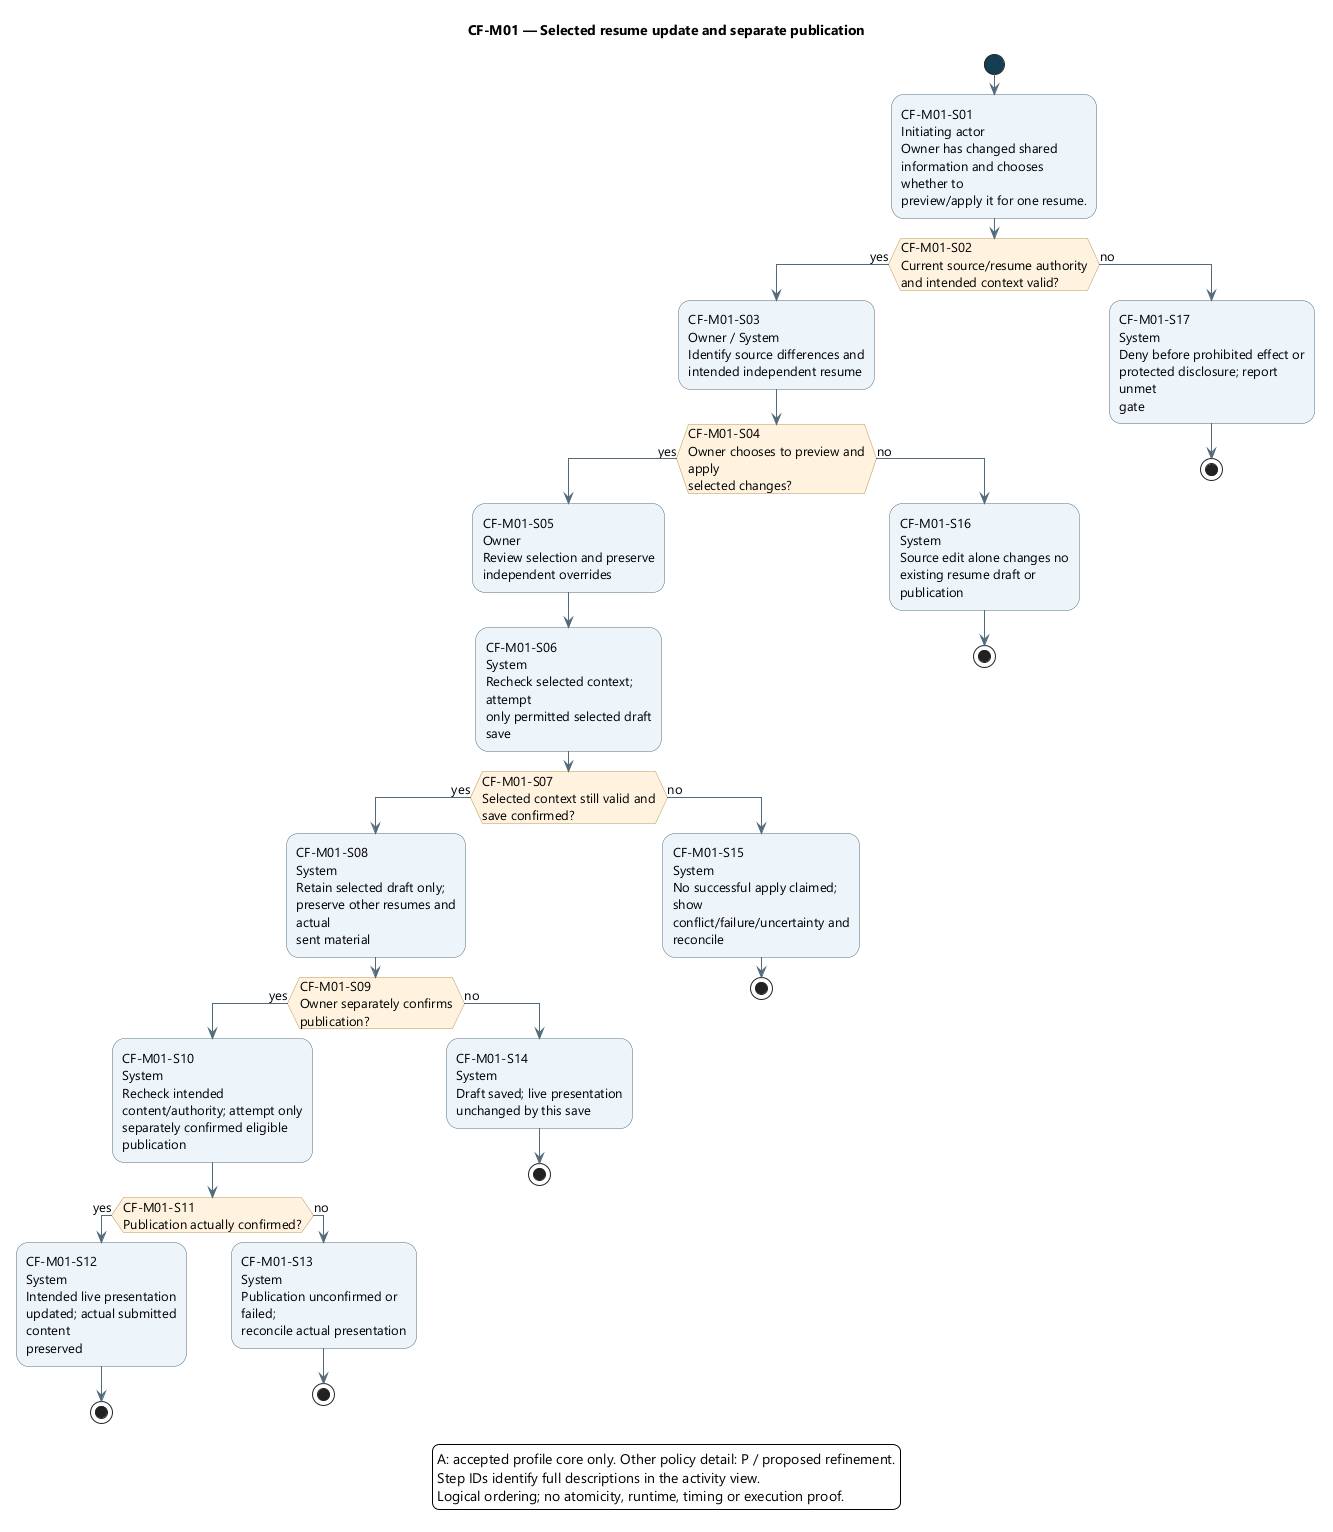 CF-M01 — Selected resume update and separate publication
CF-M01-S01
Initiating actor
Owner has changed shared
information and chooses
whether to
preview/apply it for one resume.
CF-M01-S02
Current source/resume authority
and intended context valid?
yes
no
CF-M01-S03
Owner / System
Identify source differences and
intended independent resume
CF-M01-S17
System
Deny before prohibited effect or
protected disclosure; report
unmet
gate
CF-M01-S04
Owner chooses to preview and
apply
selected changes?
yes
no
CF-M01-S05
Owner
Review selection and preserve
independent overrides
CF-M01-S16
System
Source edit alone changes no
existing resume draft or
publication
CF-M01-S06
System
Recheck selected context;
attempt
only permitted selected draft
save
CF-M01-S07
Selected context still valid and
save confirmed?
yes
no
CF-M01-S08
System
Retain selected draft only;
preserve other resumes and
actual
sent material
CF-M01-S15
System
No successful apply claimed;
show
conflict/failure/uncertainty and
reconcile
CF-M01-S09
Owner separately confirms
publication?
yes
no
CF-M01-S10
System
Recheck intended
content/authority; attempt only
separately confirmed eligible
publication
CF-M01-S14
System
Draft saved; live presentation
unchanged by this save
CF-M01-S11
Publication actually confirmed?
yes
no
CF-M01-S12
System
Intended live presentation
updated; actual submitted
content
preserved
CF-M01-S13
System
Publication unconfirmed or
failed;
reconcile actual presentation
A: accepted profile core only. Other policy detail: P / proposed refinement.
Step IDs identify full descriptions in the activity view.
Logical ordering; no atomicity, runtime, timing or execution proof.